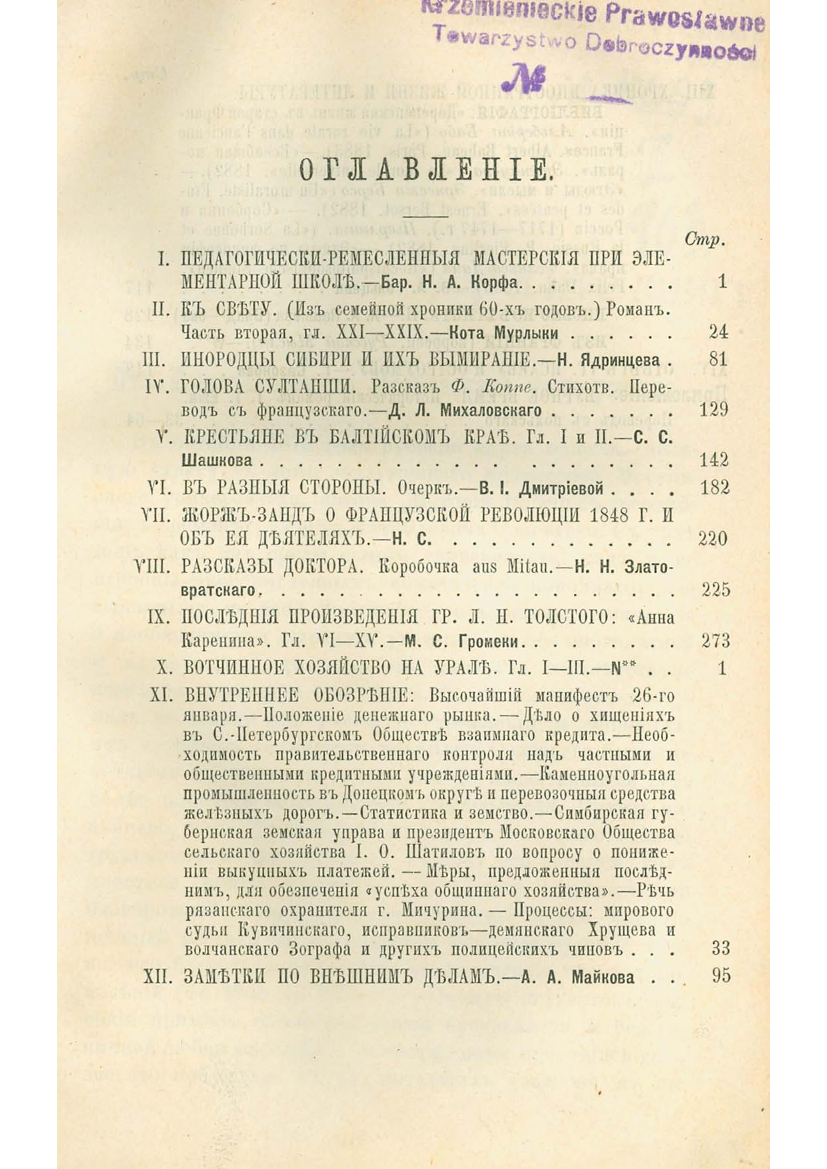 Krzemienieckie Prawosławne
Towarzystwo Dobroczynności
№
ОГЛАВЛЕНІЕ.
Стр.
I. ПЕДАГОГИЧЕСКИ-РЕМЕСЛЕННЫЯ МАСТЕРСКІЯ ПРИ ЭЛЕ-
МЕНТАРНОЙ ШКОЛѢ.—Бар. Н. А. Корфа. . . . . . . . . 1
II. КЪ СВѢТУ. (Изъ семейной хроники 60-хъ годовъ.) Романъ.
Часть вторая, гл. XXI—XXIX.—Кота Мурлыки . . . . . . 24
III. ИНОРОДЦЫ СИБИРИ И ИХЪ ВЫМИРАНІЕ.—Н. Ядринцева . 81
IV. ГОЛОВА СУЛТАНШИ. Разсказъ Ф. Коппе. Стихотв. Пере-
водъ съ французскаго.—Д. Л. Михаловскаго . . . . . . . 129
V. КРЕСТЬЯНЕ ВЪ БАЛТІЙСКОМЪ КРАѢ. Гл. I и II.—С. С.
Шашкова . . . . . . . . . . . . . . . . . . . 142
VI. ВЪ РАЗНЫЯ СТОРОНЫ. Очеркъ.—В. І. Дмитріевой . . . . 182
VII. ЖОРЖЪ-ЗАНДЪ О ФРАНЦУЗСКОЙ РЕВОЛЮЦІИ 1848 Г. И
ОБЪ ЕЯ ДѢЯТЕЛЯХЪ.—Н. С. . . . . . . . . . . . . 220
VIII. РАЗСКАЗЫ ДОКТОРА. Коробочка aus Mitau.—Н. Н. Злато-
вратскаго. . . . . . . . . . . . . . . . . . . 225
IX. ПОСЛѢДНІЯ ПРОИЗВЕДЕНІЯ ГР. Л. Н. ТОЛСТОГО: «Анна
Каренина». Гл. VI—XV.—М. С. Громеки. . . . . . . . . 273
X. ВОТЧИННОЕ ХОЗЯЙСТВО НА УРАЛѢ. Гл. I—III.—N** . . 1
XI. ВНУТРЕННЕЕ ОБОЗРѢНІЕ: Высочайшій манифестъ 26-го
января.—Положеніе денежнаго рынка.—Дѣло о хищеніяхъ
въ С.-Петербургскомъ Обществѣ взаимнаго кредита.—Необ-
ходимость правительственнаго контроля надъ частными и
общественными кредитными учрежденіями.—Каменноугольная
промышленность въ Донецкомъ округѣ и перевозочныя средства
желѣзныхъ дорогъ.—Статистика и земство.—Симбирская гу-
бернская земская управа и президентъ Московскаго Общества
сельскаго хозяйства І. О. Шатиловъ по вопросу о пониже-
ніи выкупныхъ платежей. — Мѣры, предложенныя послѣд-
нимъ, для обезпеченія «успѣха общиннаго хозяйства».—Рѣчь
рязанскаго охранителя г. Мичурина. — Процессы: мирового
судьи Кувичинскаго, исправниковъ—демянскаго Хрущева и
волчанскаго Зографа и другихъ полицейскихъ чиновъ . . . 33
XII. ЗАМѢТКИ ПО ВНѢШНИМЪ ДѢЛАМЪ.—А. А. Майкова . . 95